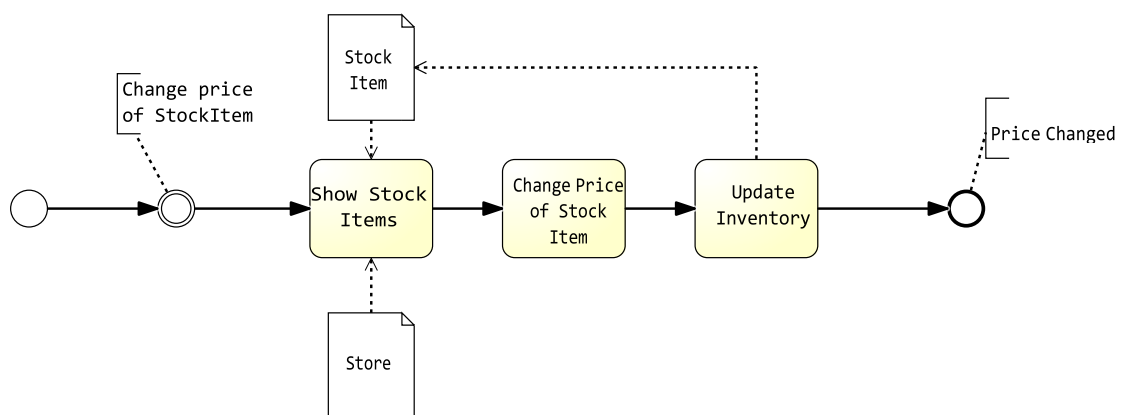 Stock
Item
Change price
of StockItem
Price Changed
Show Stock
Items
Change Price
of Stock
Item
Update
Inventory
Store